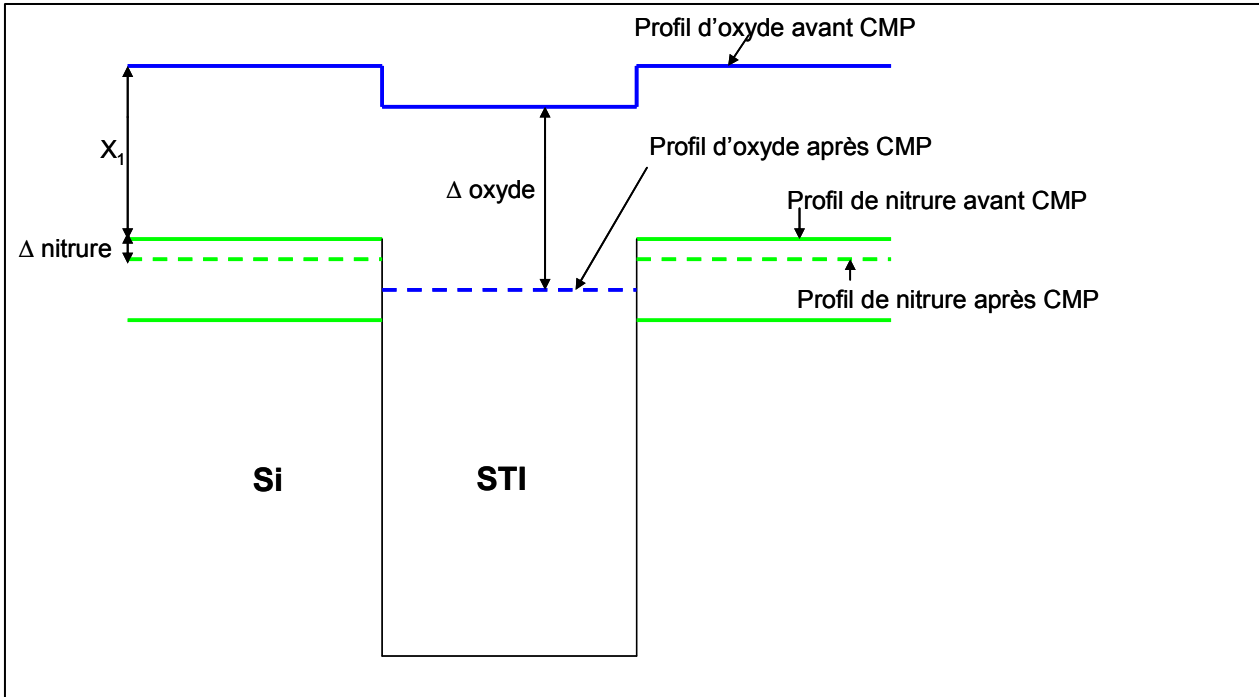 Profil d'oxyde avant CMP
X1
Profil d'oxyde après CMP
Δ oxyde
Profil de nitrure avant CMP
Δ nitrure
Profil de nitrure après CMP
Si
STI